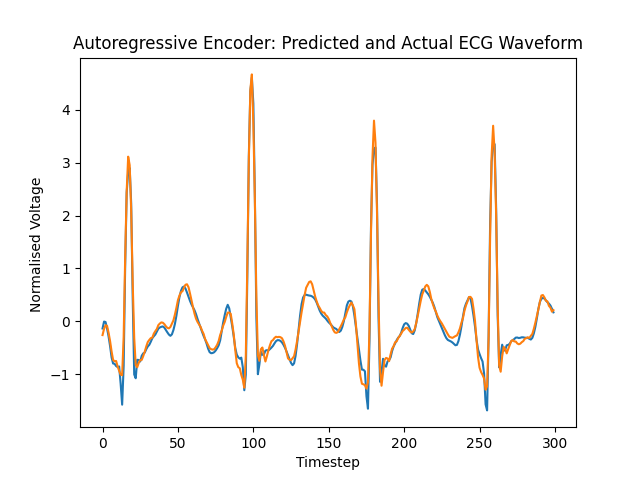 Autoregressive Encoder: Predicted and Actual ECG Waveform
Normalised Voltage
4
3
2
1
0
−1
0 50 100 150 200 250 300
Timestep